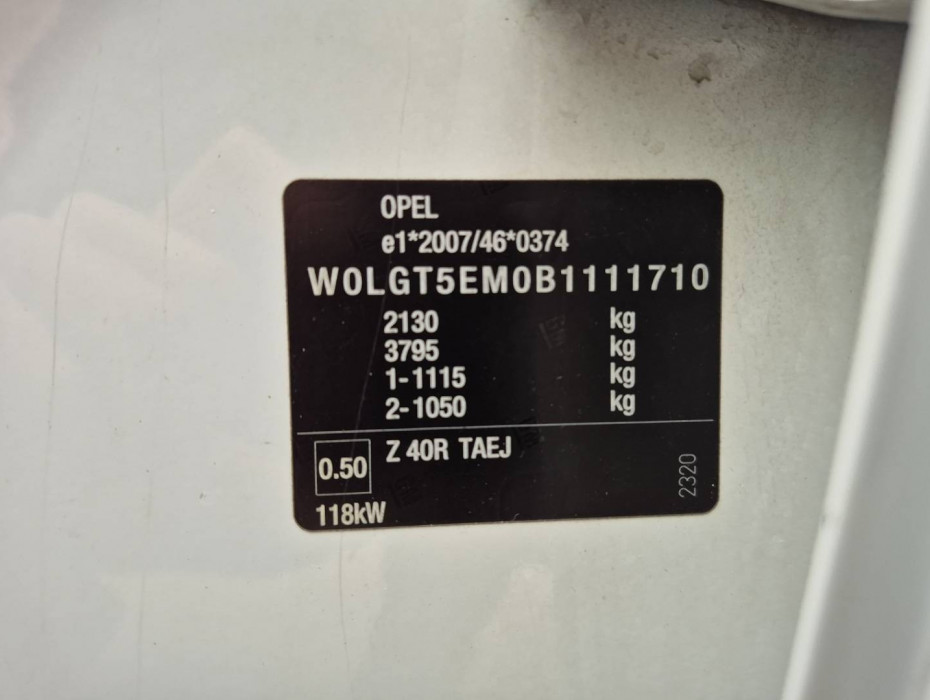 OPEL
e1*2007/46*0374
W0LGT5EM0B1111710
2130 kg
3795 kg
1-1115 kg
2-1050 kg
0.50 Z 40R TAEJ
118kW
2320